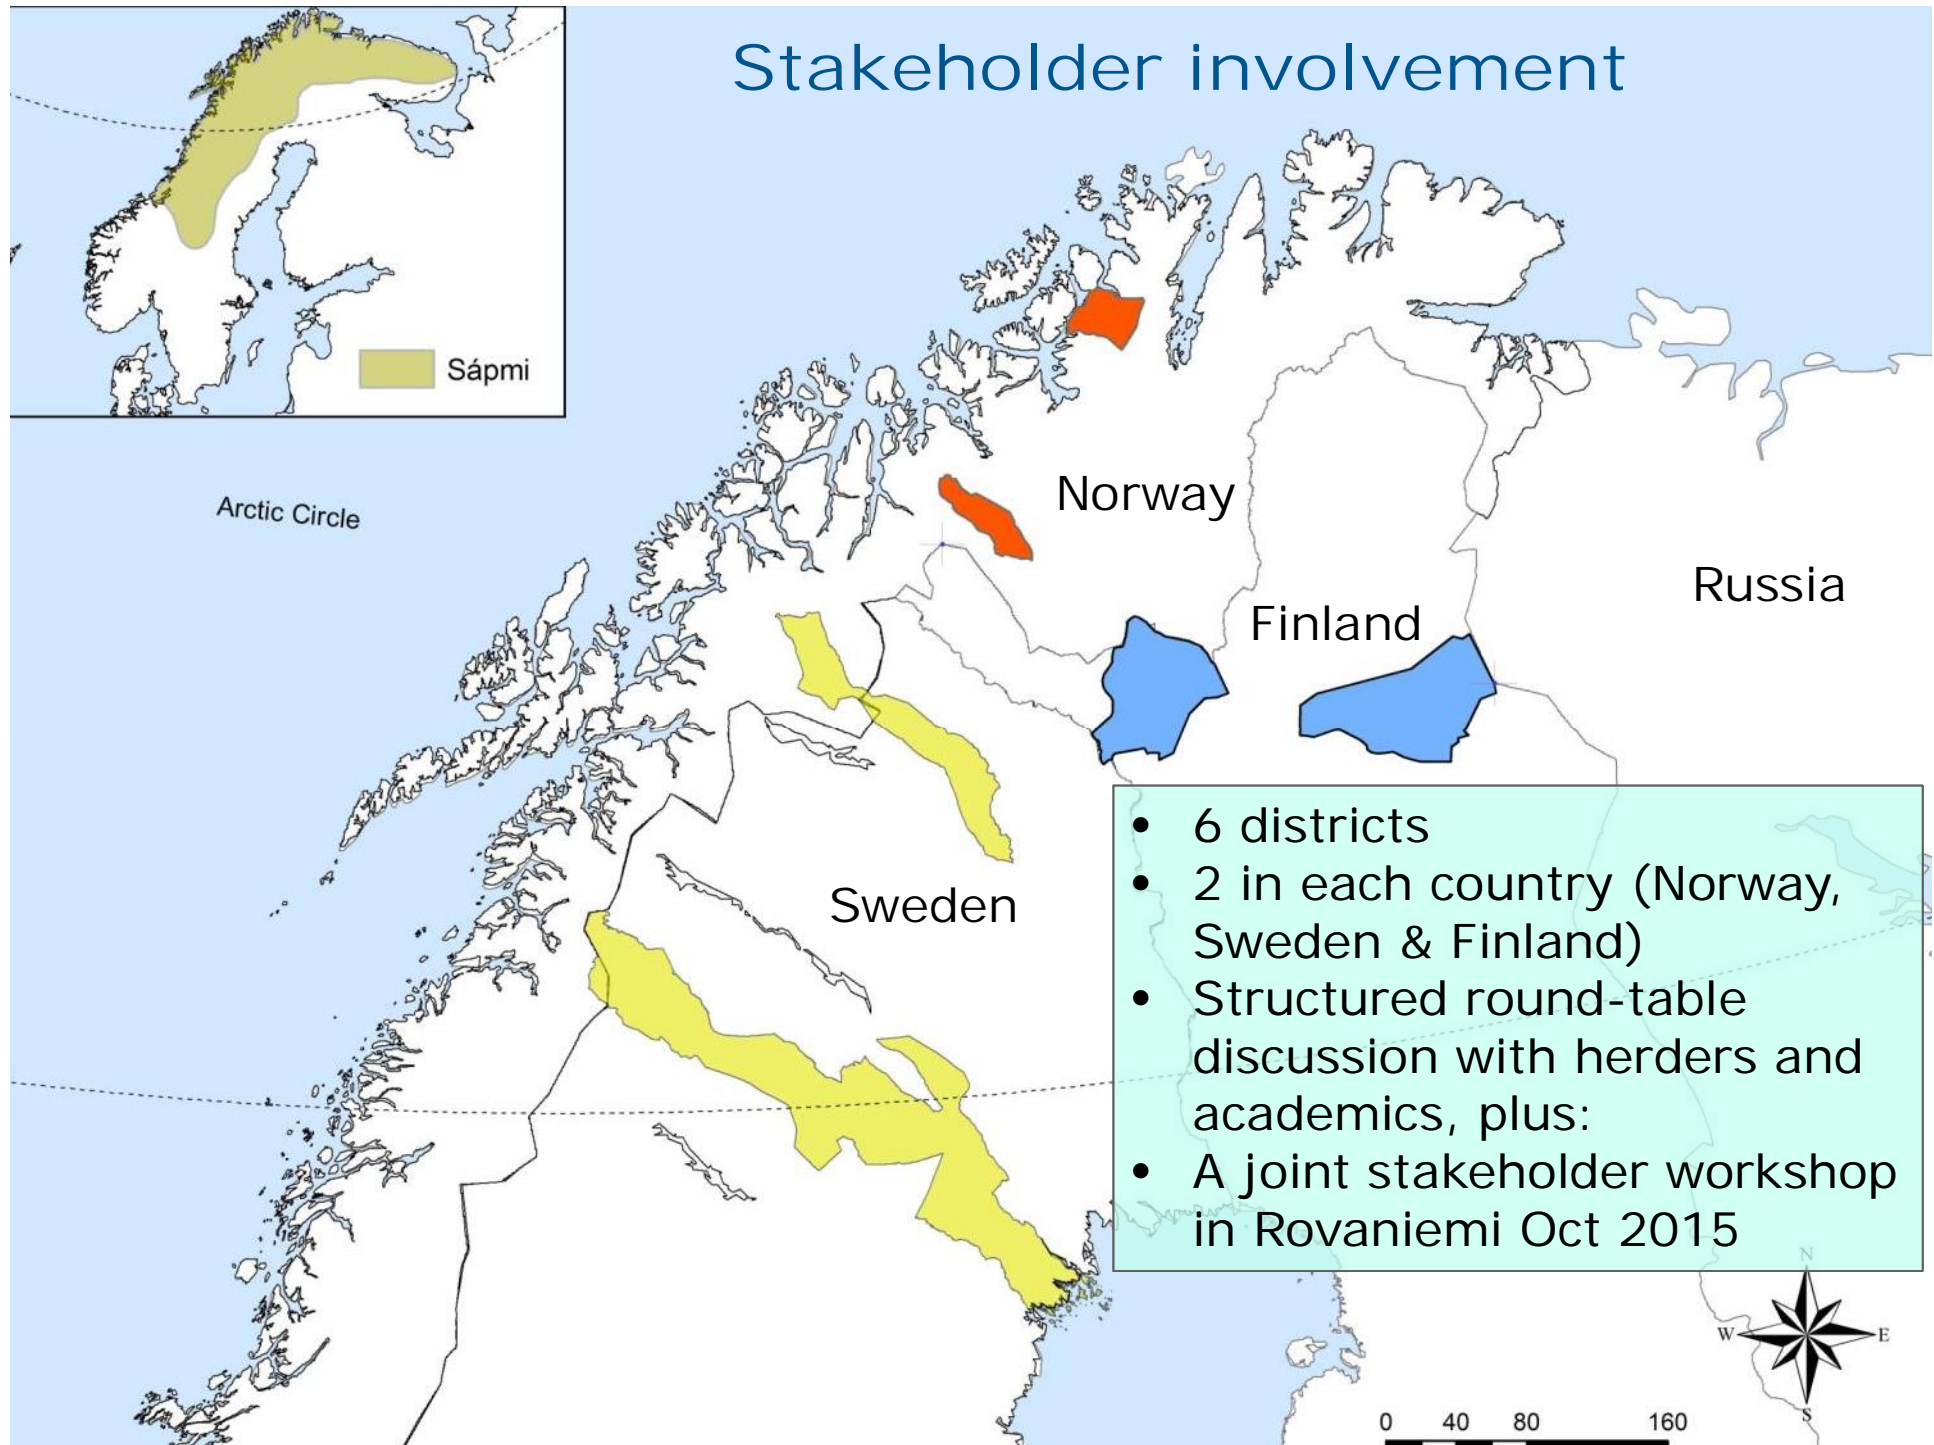 Stakeholder involvement
Sápmi
Arctic Circle
Norway
Russia
Finland
Sweden
• 6 districts
• 2 in each country (Norway,
Sweden & Finland)
• Structured round-table
discussion with herders and
academics, plus:
• A joint stakeholder workshop
in Rovaniemi Oct 2015
N
W
E
S
0 40 80 160